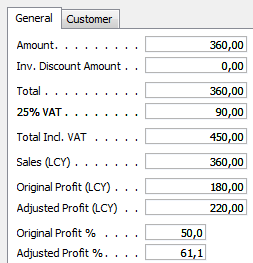 General Customer
Amount . . . . . . . . . 360,00
Inv. Discount Amount . . 0,00
Total . . . . . . . . . . 360,00
25% VAT . . . . . . . 90,00
Total Incl. VAT . . . . . 450,00
Sales (LCY) . . . . . . . 360,00
Original Profit (LCY) . . . 180,00
Adjusted Profit (LCY) . . 220,00
Original Profit % . . . . 50,0
Adjusted Profit % . . . . 61,1